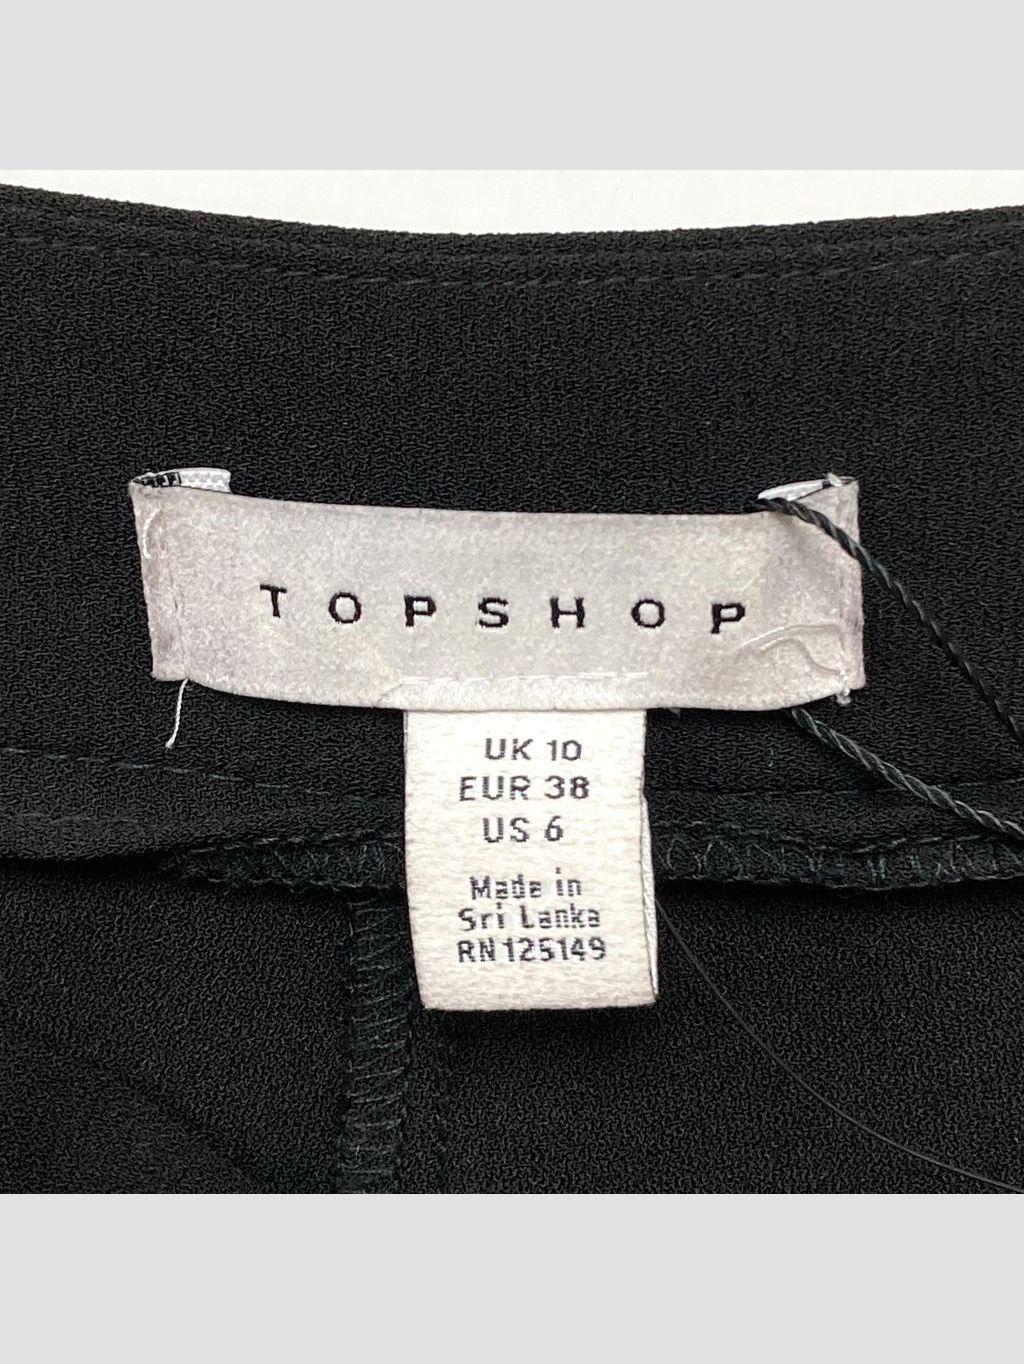 TOPSHOP
UK 10
EUR 38
US 6
Made in
Sri Lanka
RN 125149